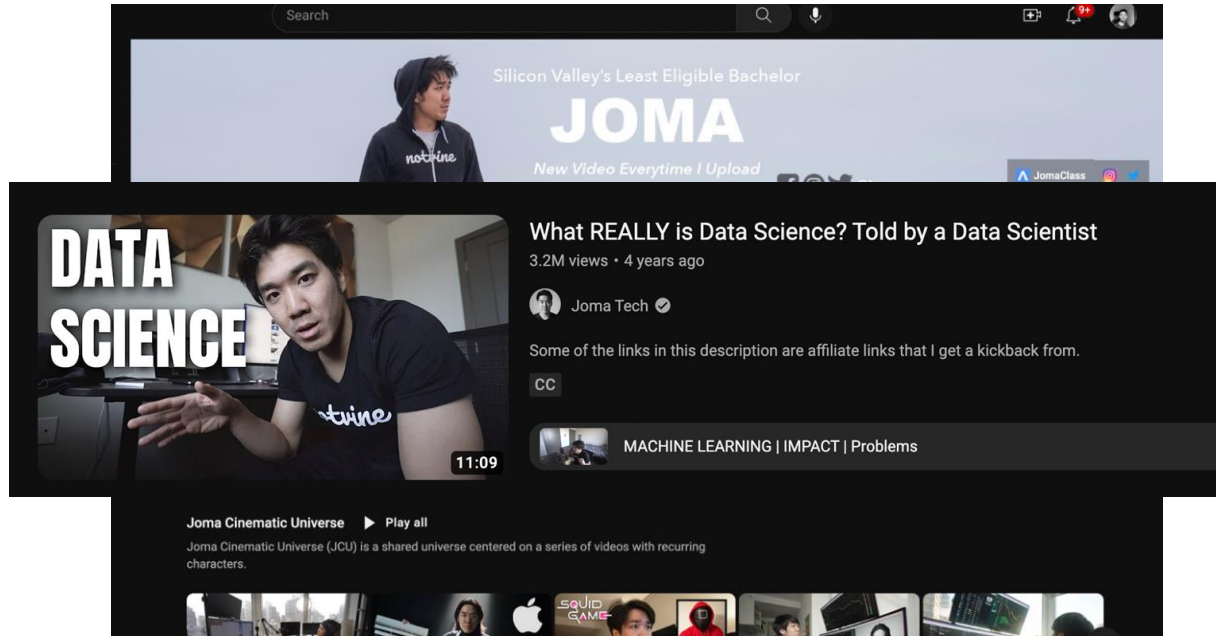 Search
9+
Silicon Valley's Least Eligible Bachelor
JOMA
notvine
New Video Everytime I Upload
JomaClass
DATA
SCIENCE
notvine
11:09
What REALLY is Data Science? Told by a Data Scientist
3.2M views • 4 years ago
Joma Tech
Some of the links in this description are affiliate links that I get a kickback from.
CC
MACHINE LEARNING | IMPACT | Problems
Joma Cinematic Universe
Play all
Joma Cinematic Universe (JCU) is a shared universe centered on a series of videos with recurring
characters.
SQUID
GAME